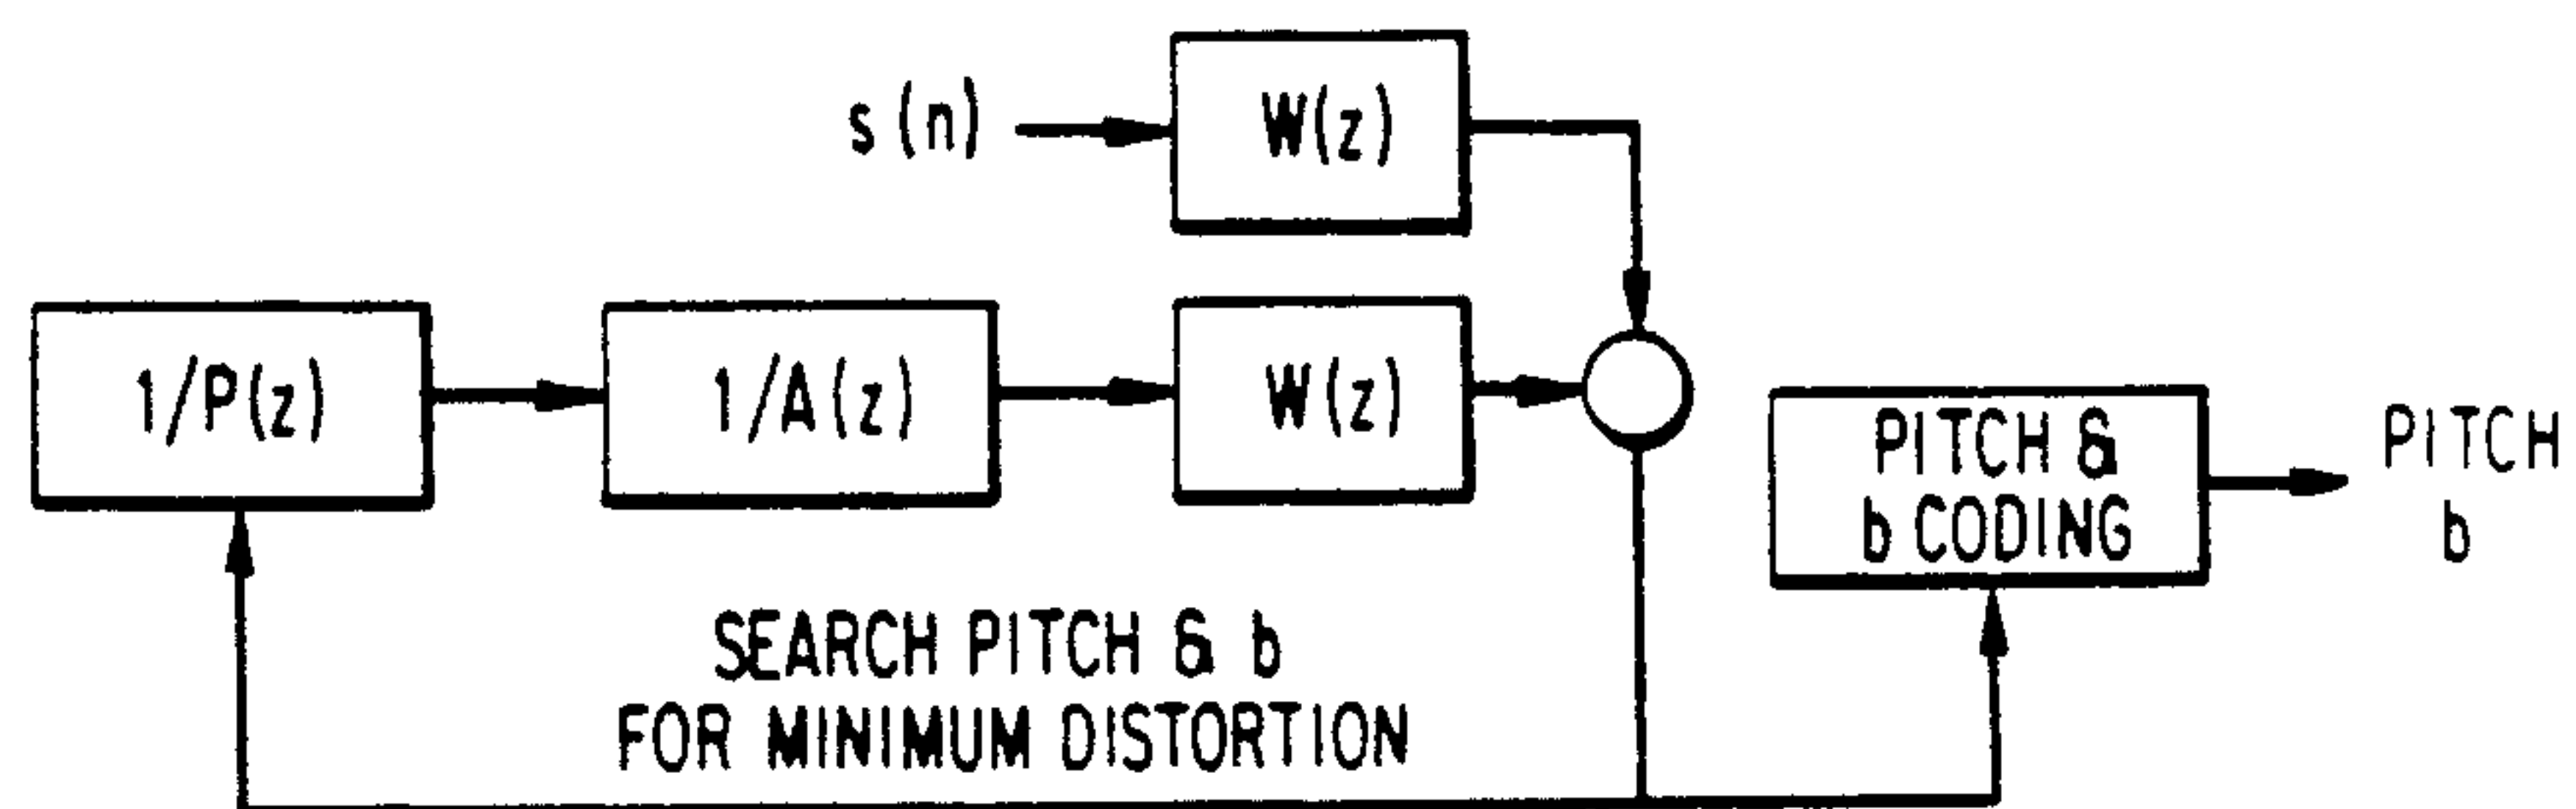 s(n)
W(z)
1/P(z)
1/A(z)
W(z)
PITCH &
b CODING
PITCH
b
SEARCH PITCH & b
FOR MINIMUM DISTORTION